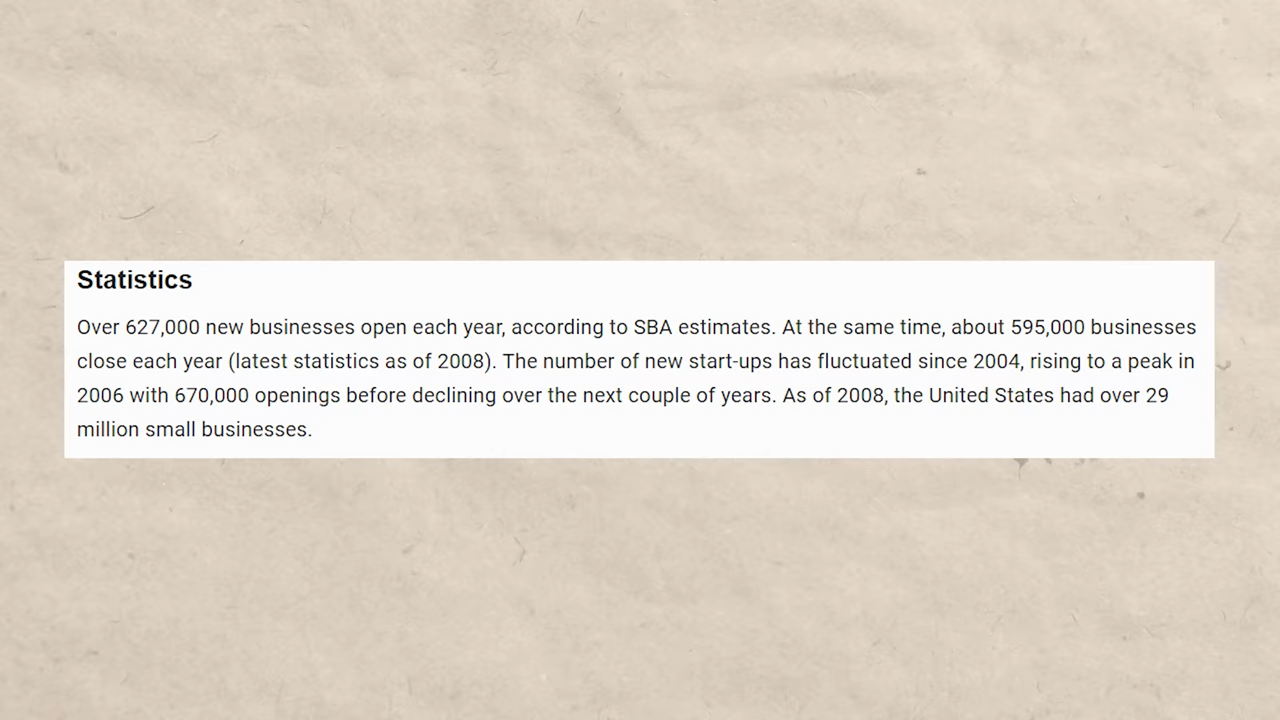 Statistics
Over 627,000 new businesses open each year, according to SBA estimates. At the same time, about 595,000 businesses
close each year (latest statistics as of 2008). The number of new start-ups has fluctuated since 2004, rising to a peak in
2006 with 670,000 openings before declining over the next couple of years. As of 2008, the United States had over 29
million small businesses.